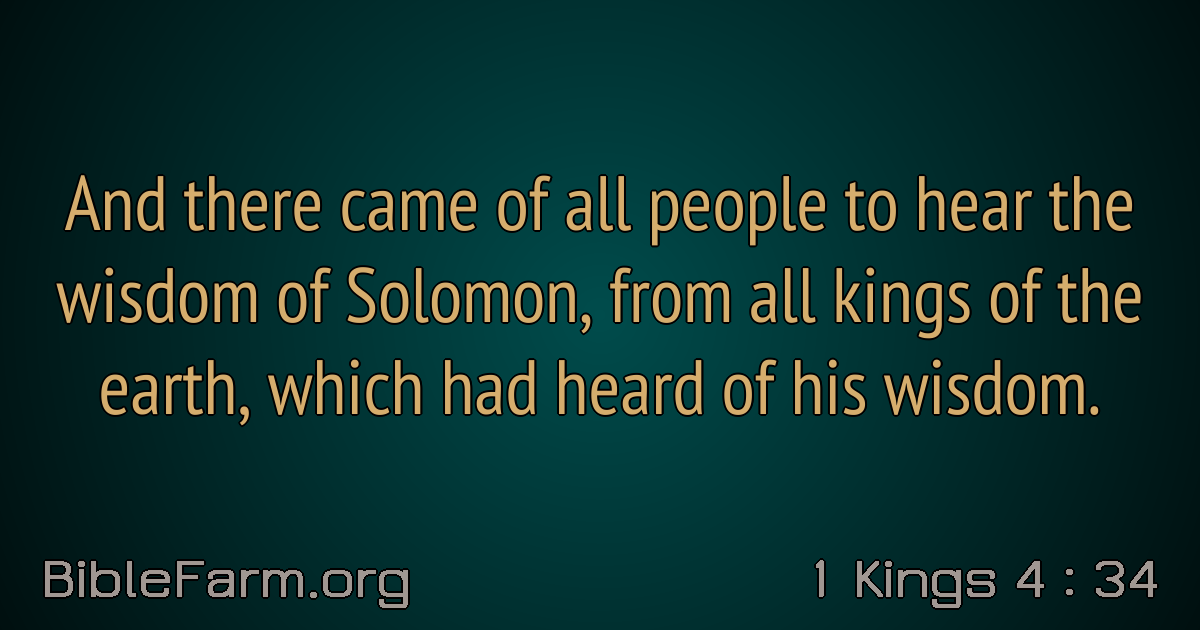 And there came of all people to hear the
wisdom of Solomon, from all kings of the
earth, which had heard of his wisdom.
BibleFarm.org
1 Kings 4 : 34